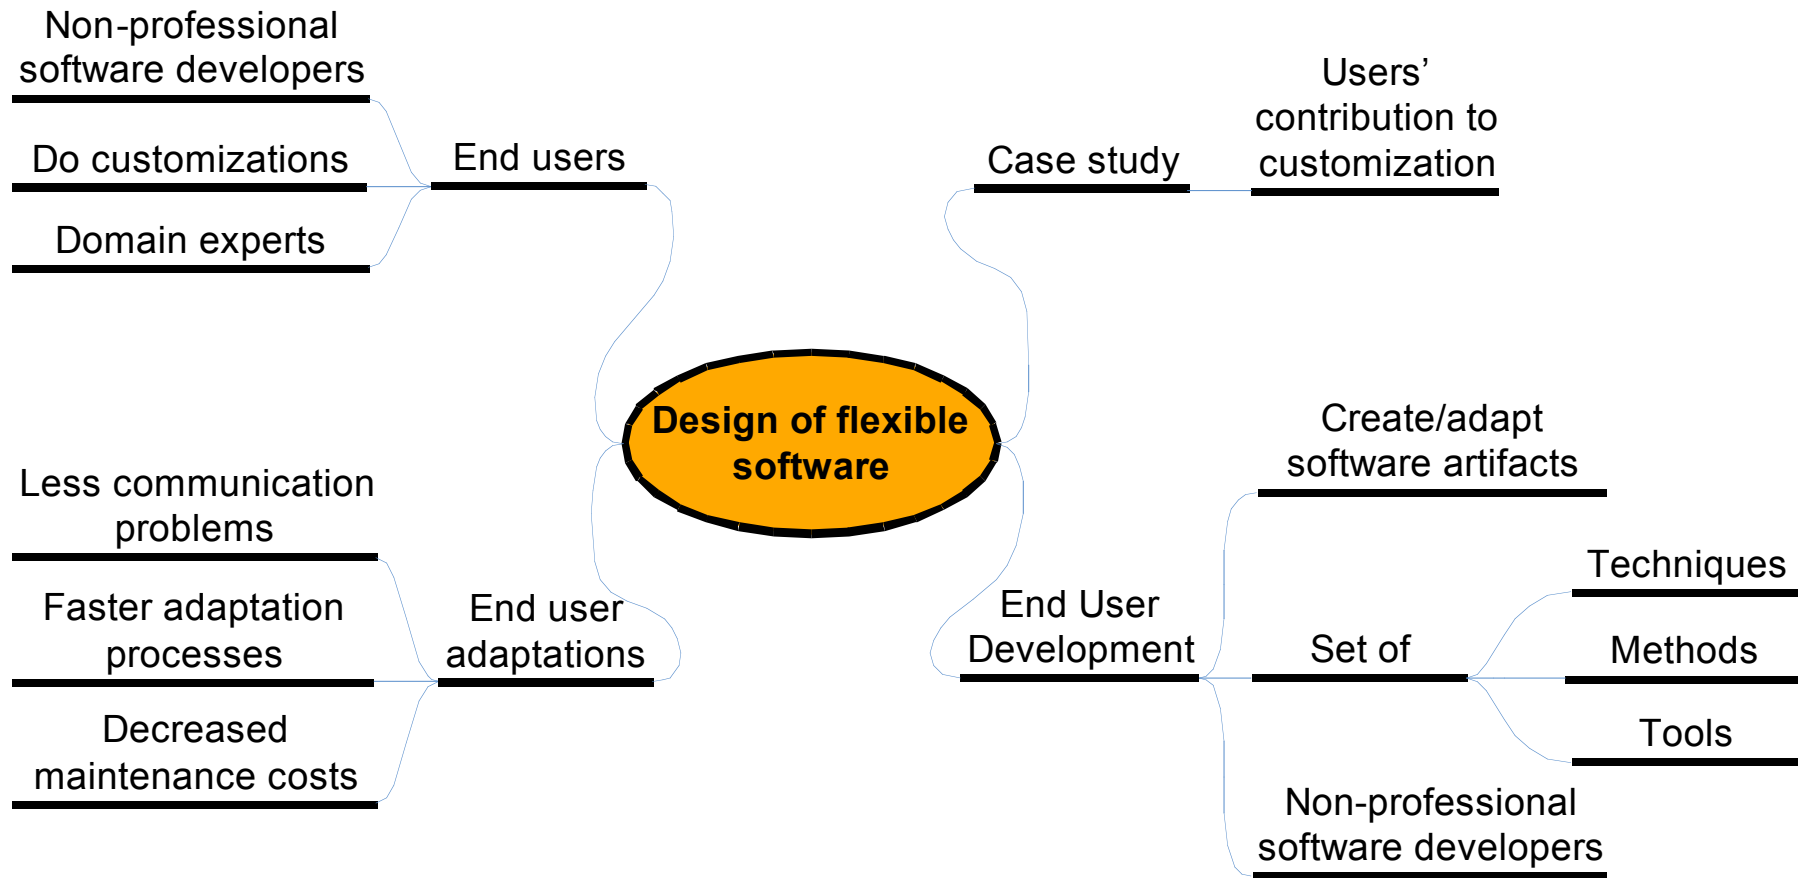 Non-professional
software developers
Do customizations
Domain experts
End users
Case study
Users’
contribution to
customization
Design of flexible
software
Less communication
problems
Faster adaptation
processes
Decreased
maintenance costs
End user
adaptations
End User
Development
Create/adapt
software artifacts
Set of
Techniques
Methods
Tools
Non-professional
software developers